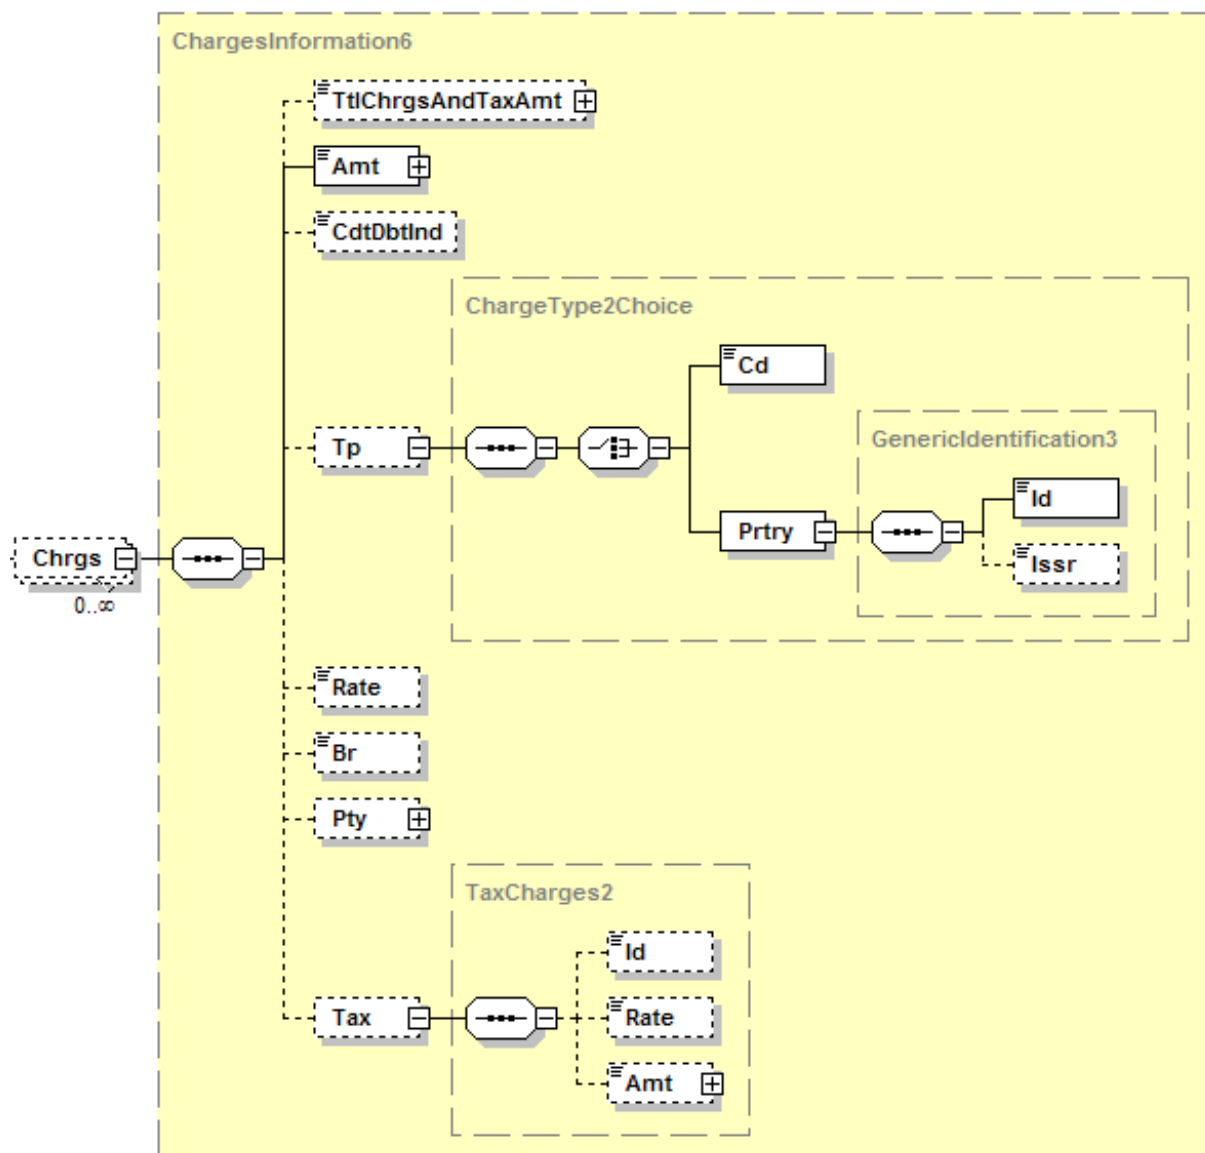 ChargesInformation6
TtlChrgsAndTaxAmt
Amt
CdtDbtInd
ChargeType2Choice
Cd
Tp
GenericIdentification3
Id
Prtry
Issr
Chrgs
0..∞
Rate
Br
Pty
TaxCharges2
Id
Tax
Rate
Amt